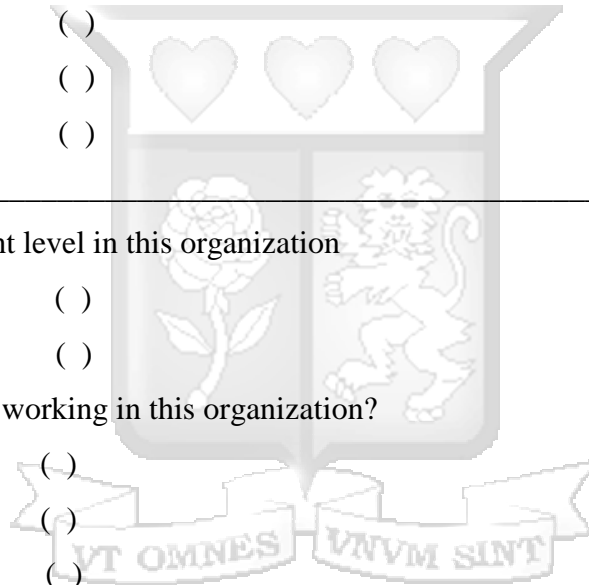 ( )
( )
( )
nt level in this organization
( )
( )
working in this organization?
( )
( )
VT OMNES VNVM SINT
( )